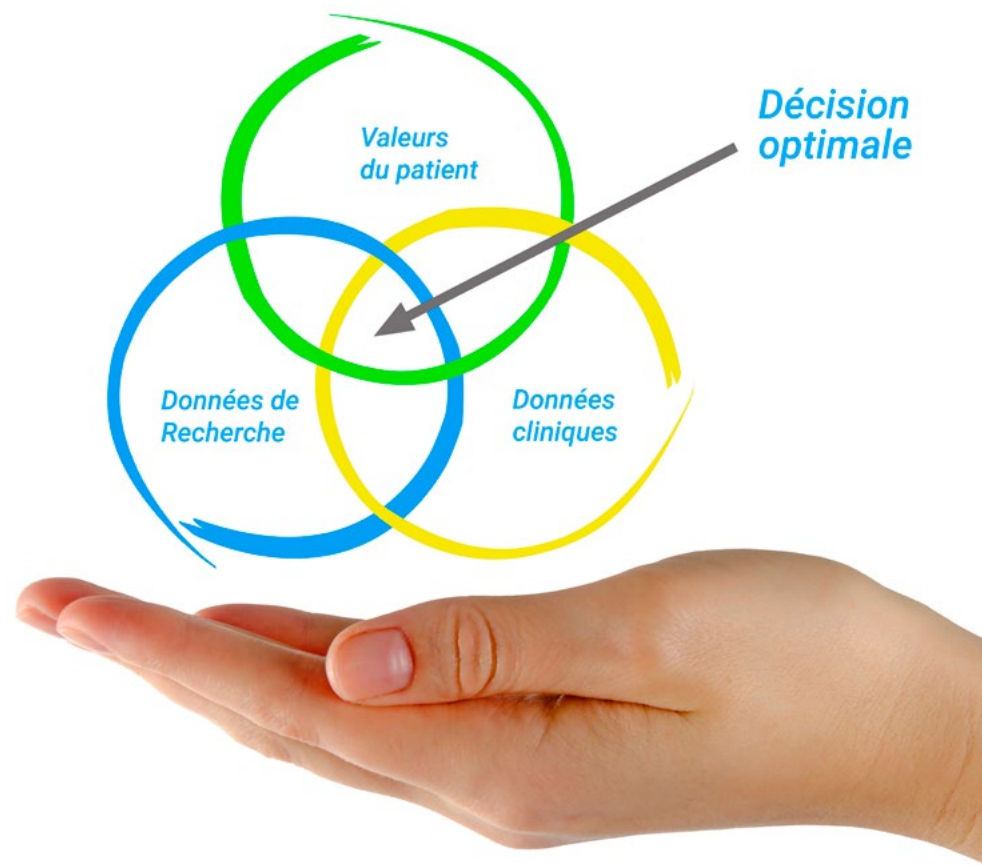 Décision
optimale
Valeurs
du patient
Données de
Recherche
Données
cliniques